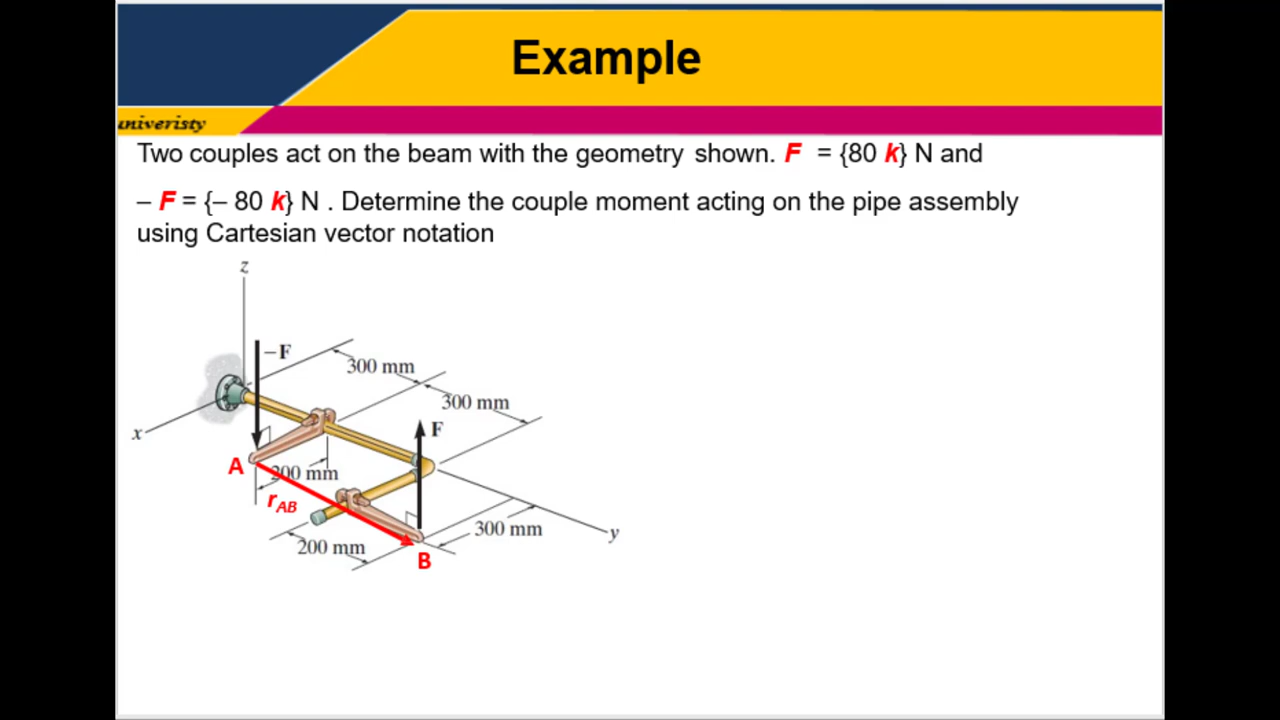 Example
univeristy
Two couples act on the beam with the geometry shown. F = {80 k} N and
– F = {– 80 k} N . Determine the couple moment acting on the pipe assembly
using Cartesian vector notation
z
–F
300 mm
300 mm
x
F
A
200 mm
rAB
300 mm
y
200 mm
B